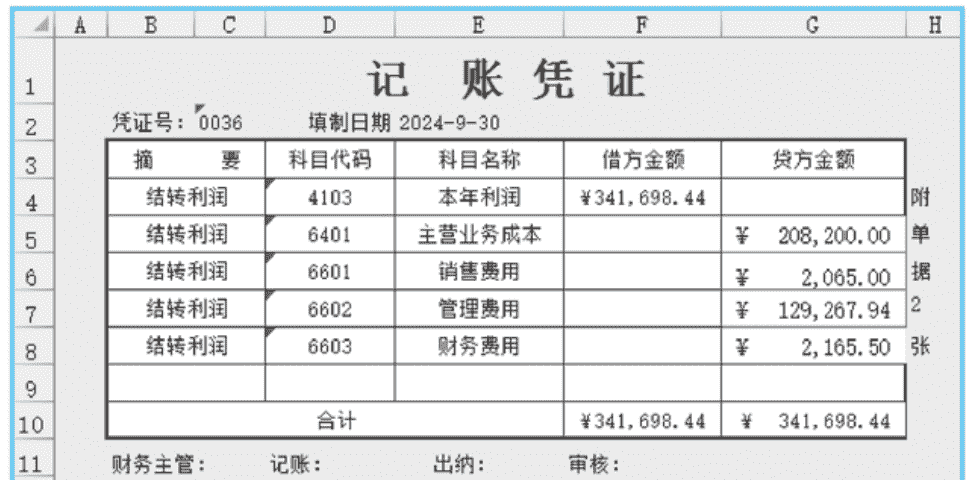 A B C D E F G H
1 记 账 凭 证
2 凭证号： 0036 填制日期 2024-9-30
3 摘 要 科目代码 科目名称 借方金额 贷方金额
4 结转利润 4103 本年利润 ¥341,698.44 附
5 结转利润 6401 主营业务成本 ¥ 208,200.00 单
6 结转利润 6601 销售费用 ¥ 2,065.00 据
7 结转利润 6602 管理费用 ¥ 129,267.94 2
8 结转利润 6603 财务费用 ¥ 2,165.50 张
9
10 合计 ¥341,698.44 ¥ 341,698.44
11 财务主管： 记账： 出纳： 审核：